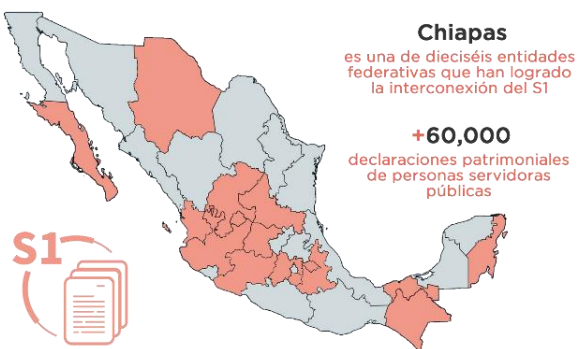 Chiapas
es una de dieciséis entidades
federativas que han logrado
la interconexión del S1
+60,000
declaraciones patrimoniales
de personas servidoras
públicas
S1